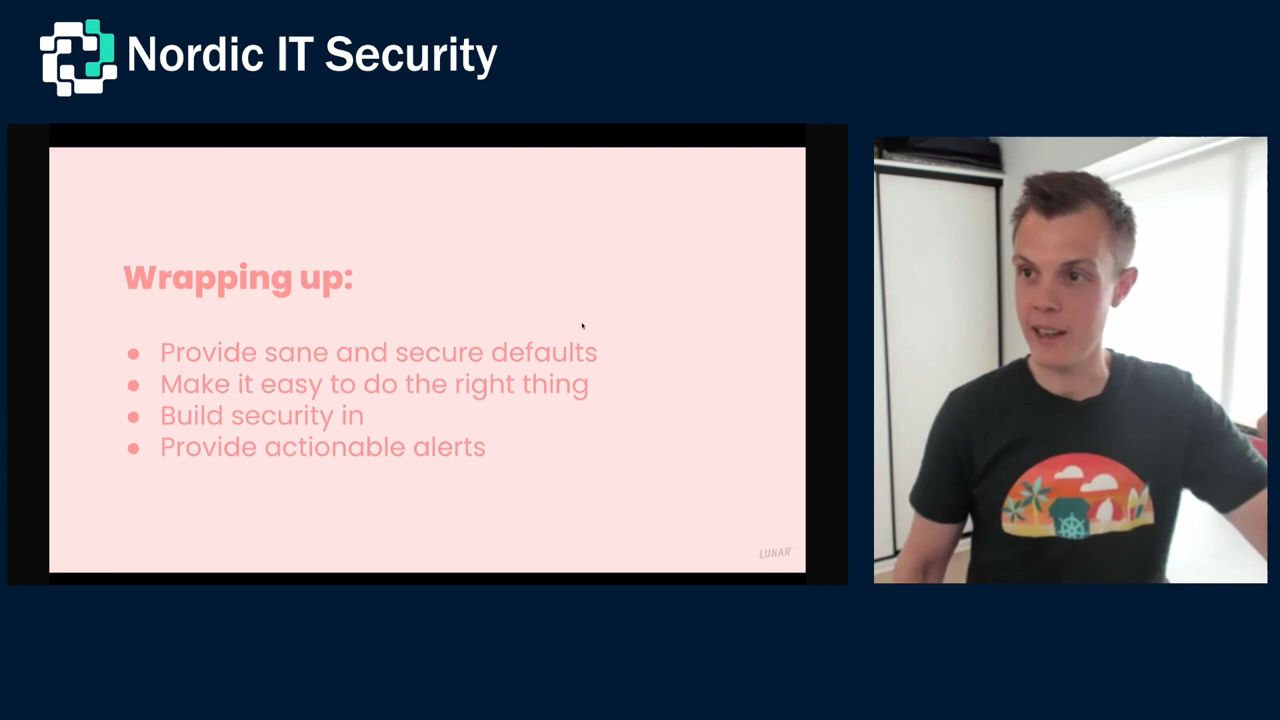 Nordic IT Security
Wrapping up:
● Provide sane and secure defaults
● Make it easy to do the right thing
● Build security in
● Provide actionable alerts
LUNAR